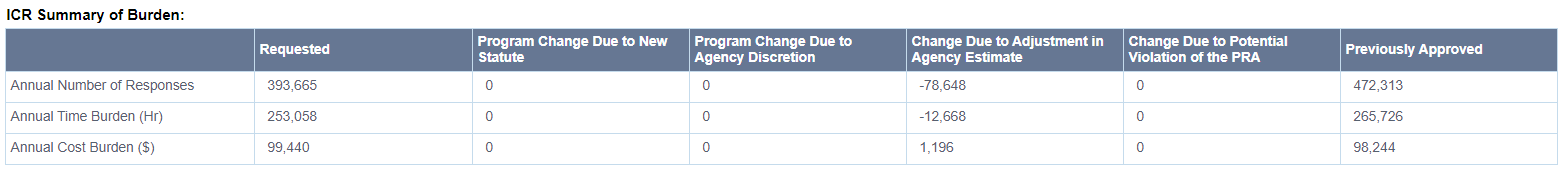 ICR Summary of Burden:
Requested
Program Change Due to New
Statute
Program Change Due to
Agency Discretion
Change Due to Adjustment in
Agency Estimate
Change Due to Potential
Violation of the PRA
Previously Approved
Annual Number of Responses 393,665 0 0 -78,648 0 472,313
Annual Time Burden (Hr) 253,058 0 0 -12,668 0 265,726
Annual Cost Burden ($) 99,440 0 0 1,196 0 98,244